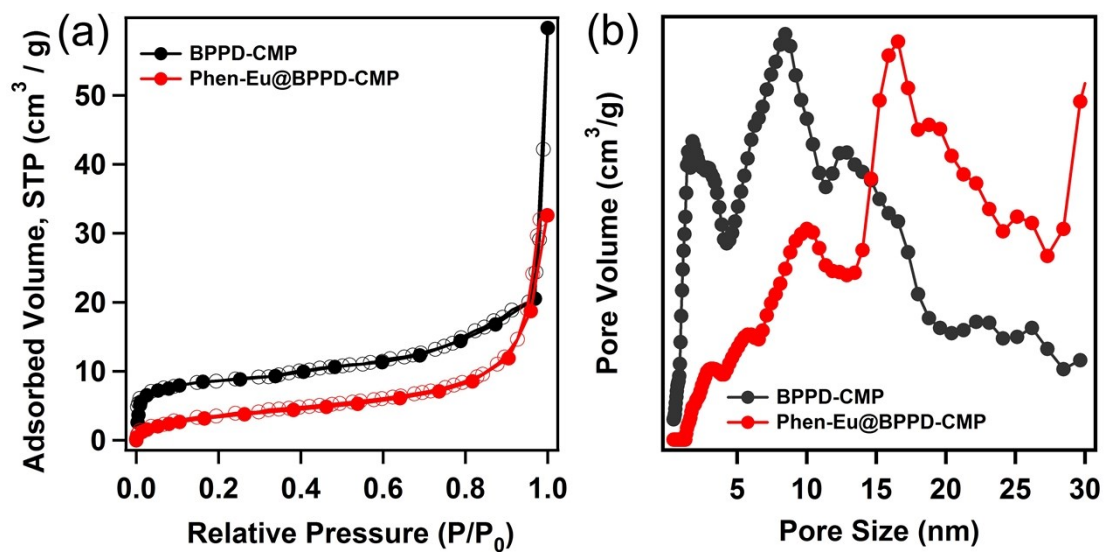 (a)
BPPD-CMP
Phen-Eu@BPPD-CMP
Adsorbed Volume, STP (cm³ / g)
50
40
30
20
10
0
0.0 0.2 0.4 0.6 0.8 1.0
Relative Pressure (P/P₀)
(b)
Pore Volume (cm³/g)
BPPD-CMP
Phen-Eu@BPPD-CMP
5 10 15 20 25 30
Pore Size (nm)